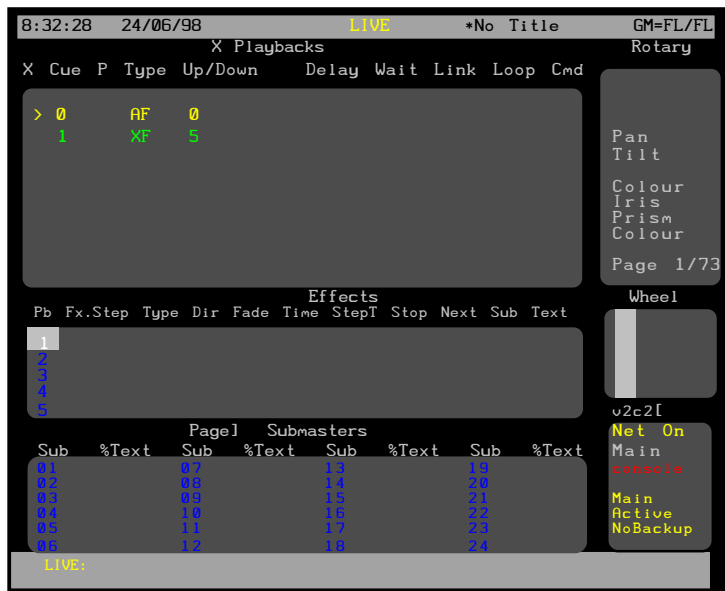 8:32:28 24/06/98 LIVE *No Title GM=FL/FL
X Playbacks
X Cue P Type Up/Down Delay Wait Link Loop Cmd
> 0 AF 0
1 XF 5
Rotary
Pan
Tilt
Colour
Iris
Prism
Colour
Page 1/73
Effects
Pb Fx.Step Type Dir Fade Time StepT Stop Next Sub Text
1
2
3
4
5
Wheel
v2c2[
Page] Submasters
Sub %Text Sub %Text Sub %Text Sub %Text
01 07 13 19
02 08 14 20
03 09 15 21
04 10 16 22
05 11 17 23
06 12 18 24
Net On
Main
console
Main
Active
NoBackup
LIVE: